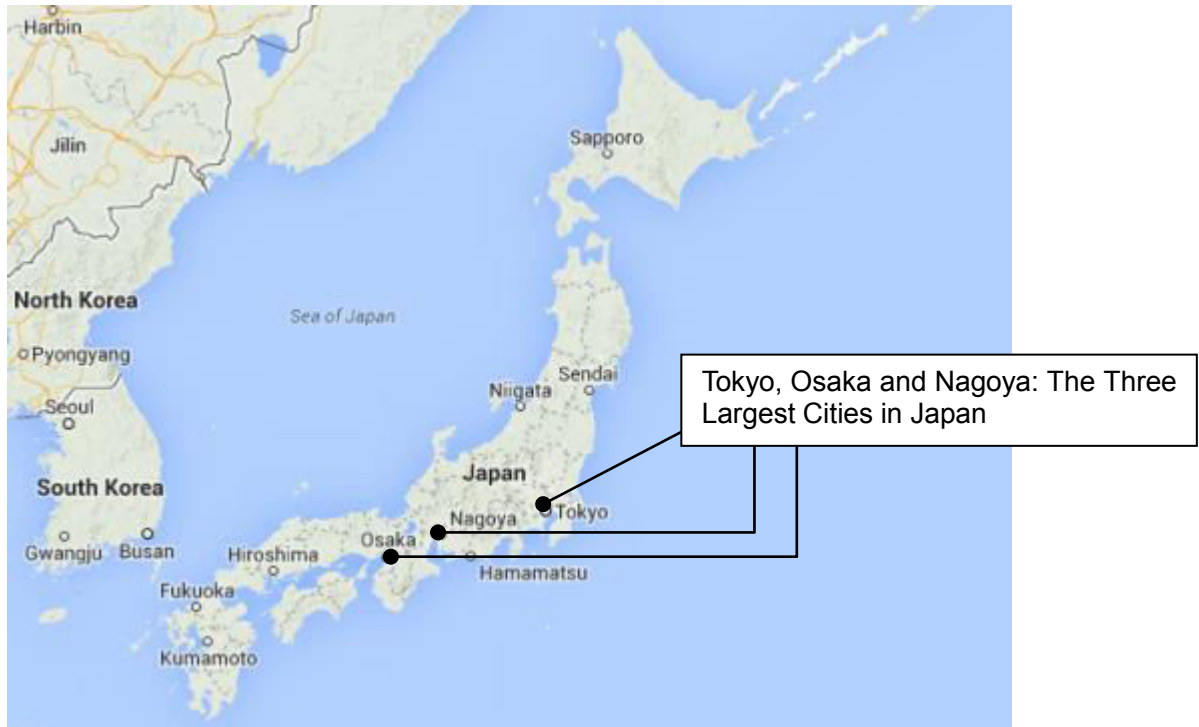 Harbin
Jilin
Sapporo
North Korea
Sea of Japan
Pyongyang
Niigata
Sendai
Tokyo, Osaka and Nagoya: The Three
Largest Cities in Japan
Seoul
Japan
South Korea
Nagoya
Tokyo
Gwangju
Busan
Hiroshima
Osaka
Hamamatsu
Fukuoka
Kumamoto